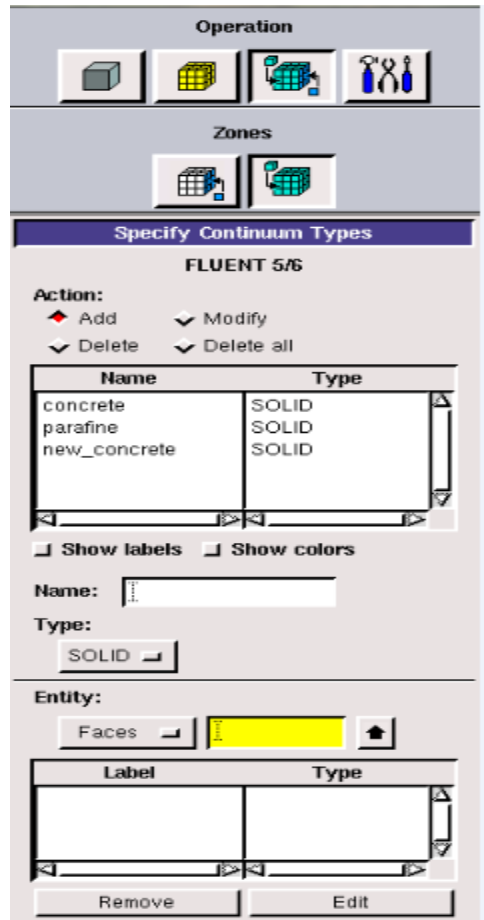 Operation
Zones
Specify Continuum Types
FLUENT 5/6
Action:
Add Modify
Delete Delete all
Name Type
concrete SOLID
parafine SOLID
new_concrete SOLID
Show labels Show colors
Name:
Type:
SOLID
Entity:
Faces
Label Type
Remove Edit